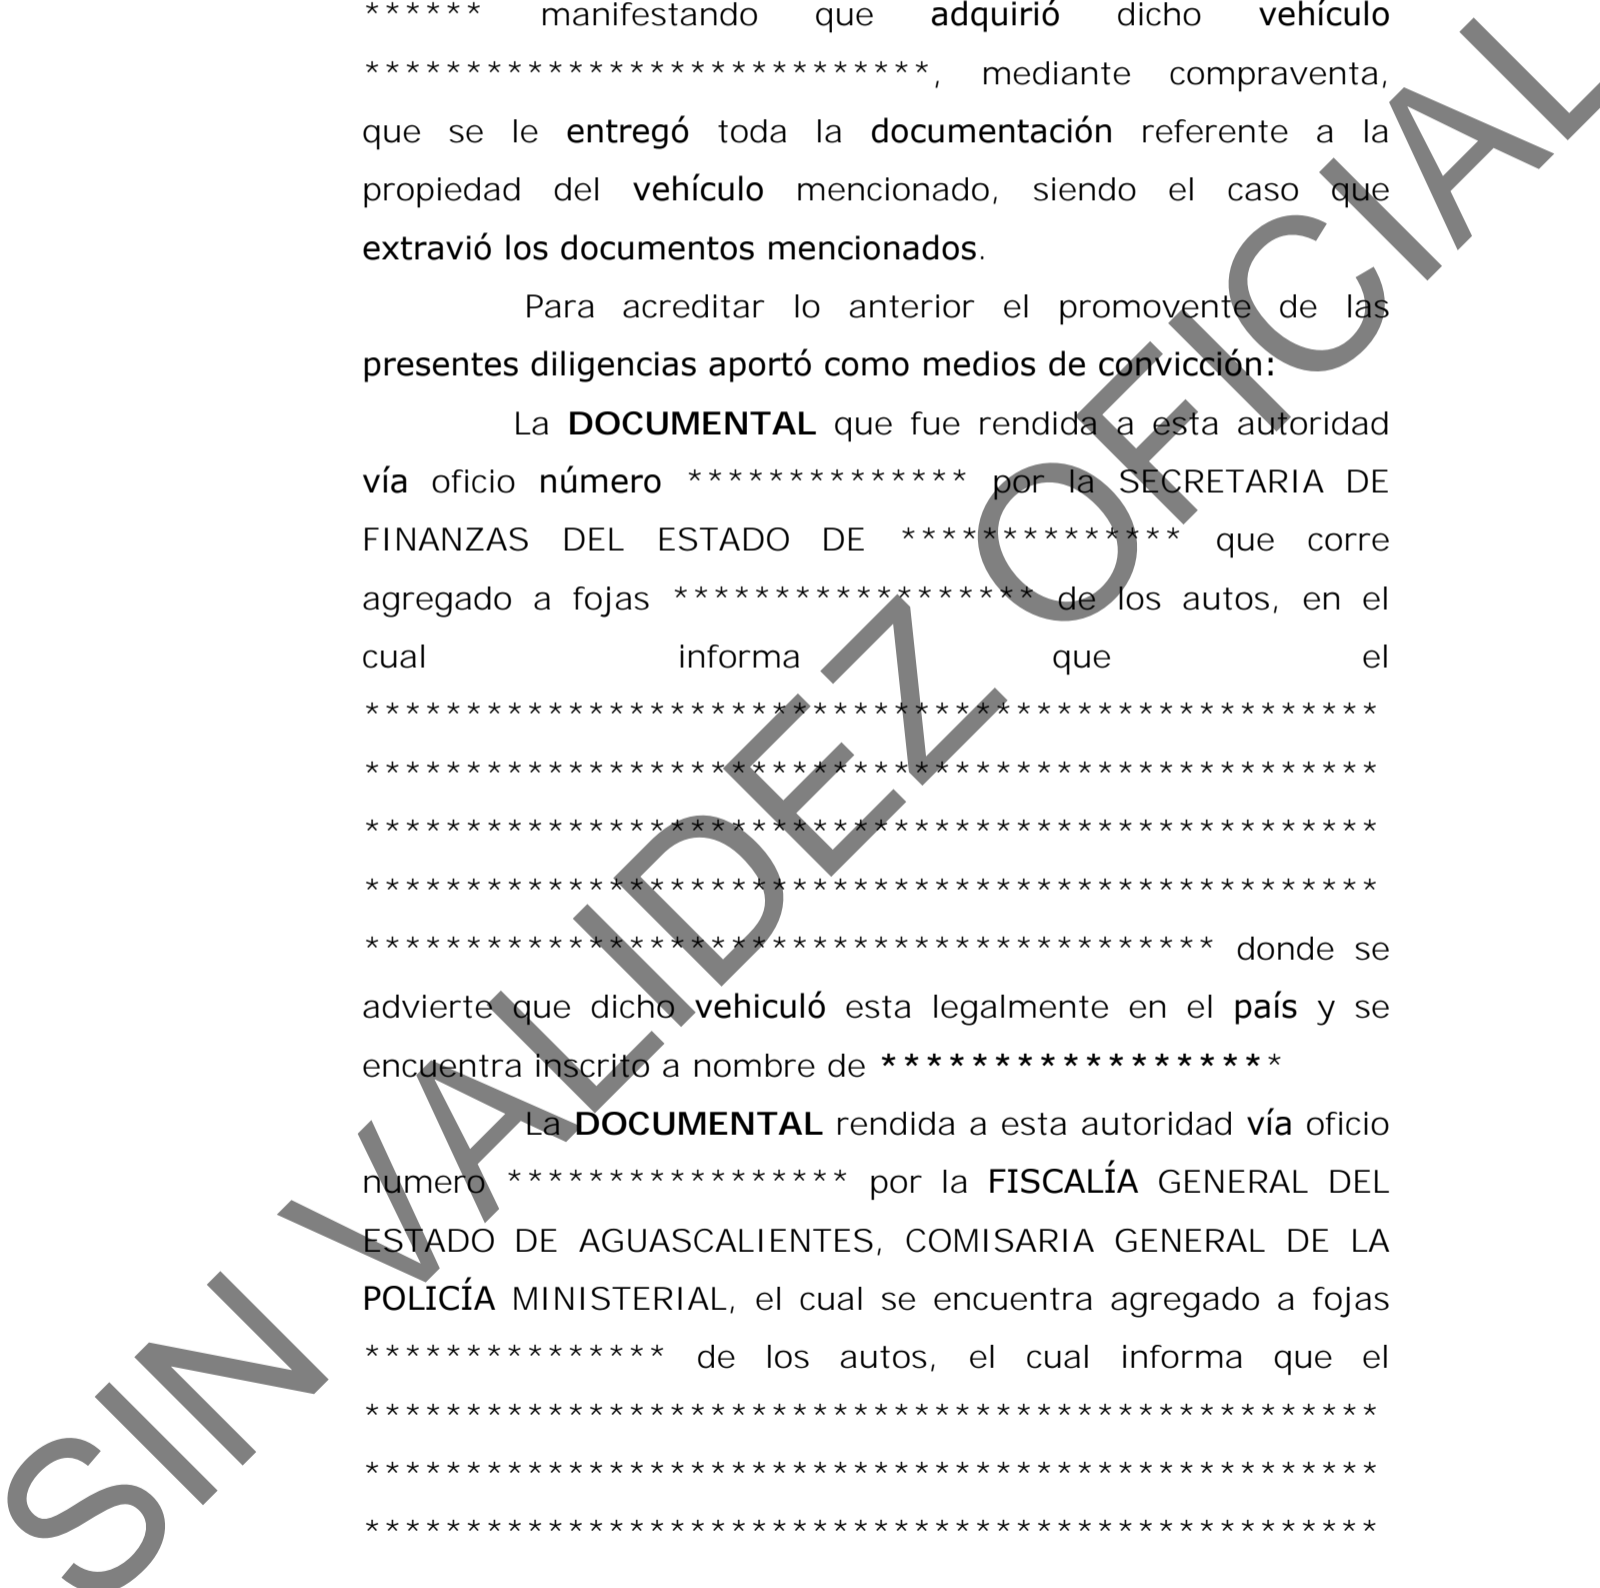 ****** manifestando que adquirió dicho vehículo
****************************, mediante compraventa,
que se le entregó toda la documentación referente a la
propiedad del vehículo mencionado, siendo el caso que
extravió los documentos mencionados.
Para acreditar lo anterior el promovente de las
presentes diligencias aportó como medios de convicción:
La DOCUMENTAL que fue rendida a esta autoridad
vía oficio número ************** por la SECRETARIA DE
FINANZAS DEL ESTADO DE ************** que corre
agregado a fojas ****************** de los autos, en el
cual informa que el
**************************************************
**************************************************
**************************************************
**************************************************
****************************************** donde se
advierte que dicho vehiculó esta legalmente en el país y se
encuentra inscrito a nombre de ******************
La DOCUMENTAL rendida a esta autoridad vía oficio
numero ***************** por la FISCALÍA GENERAL DEL
ESTADO DE AGUASCALIENTES, COMISARIA GENERAL DE LA
POLICÍA MINISTERIAL, el cual se encuentra agregado a fojas
*************** de los autos, el cual informa que el
**************************************************
**************************************************
**************************************************
SIN VALIDEZ OFICIAL